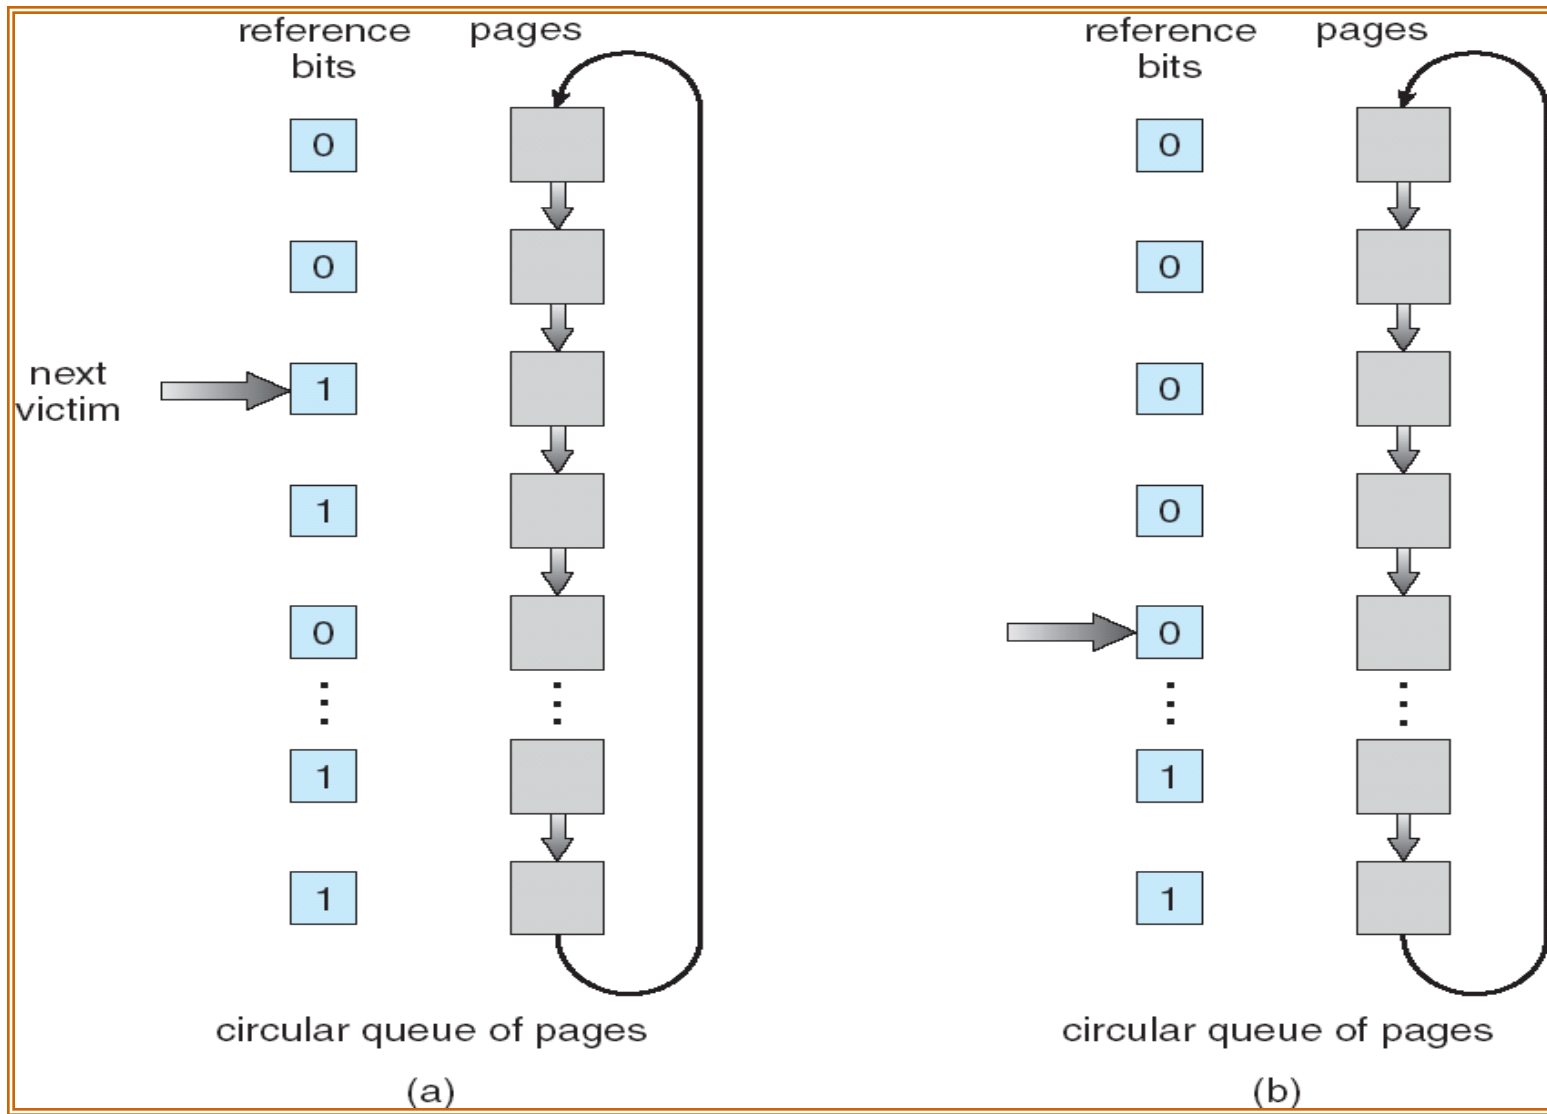 reference pages
bits
0
0
next
victim
1
1
0
1
1
circular queue of pages
(a)
reference pages
bits
0
0
0
0
0
1
1
circular queue of pages
(b)